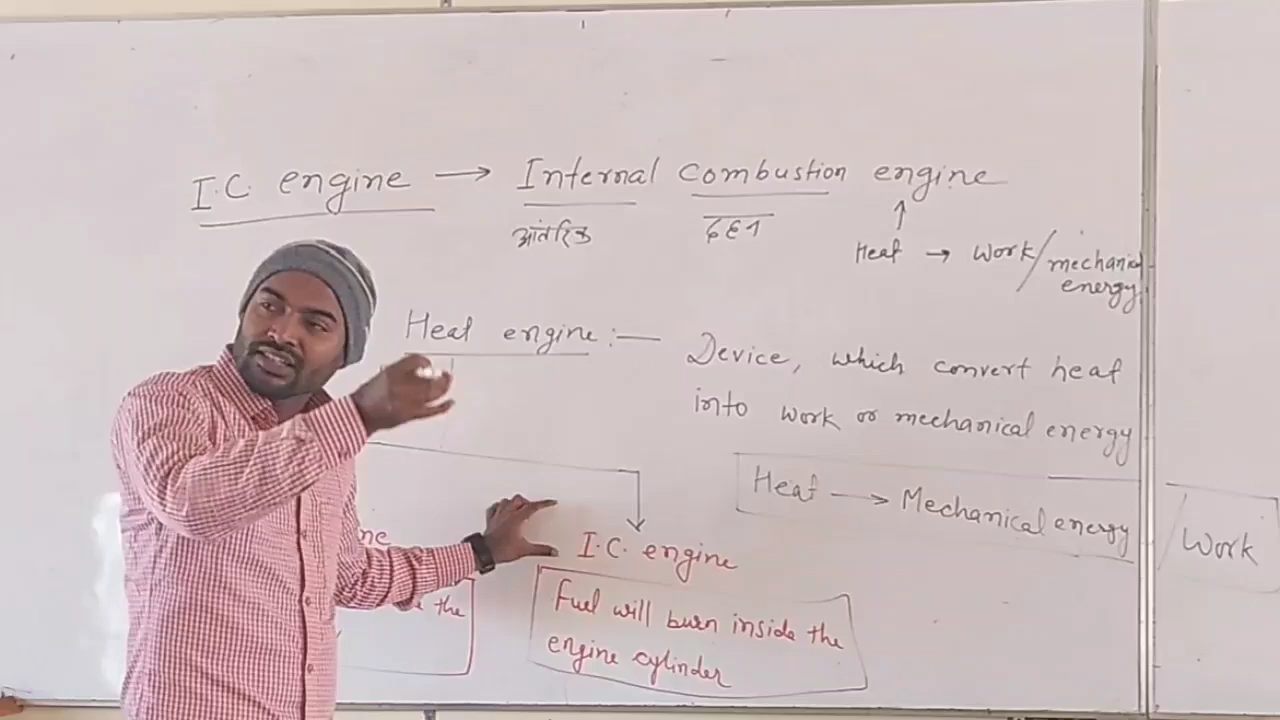 I.C. engine → Internal combustion engine
आंतरिक दहन
Heat → Work/mechanical
energy
Heat engine :— Device, which convert heat
into work or mechanical energy
Heat → Mechanical energy / Work
I.C. engine
the
Fuel will burn inside the
engine cylinder